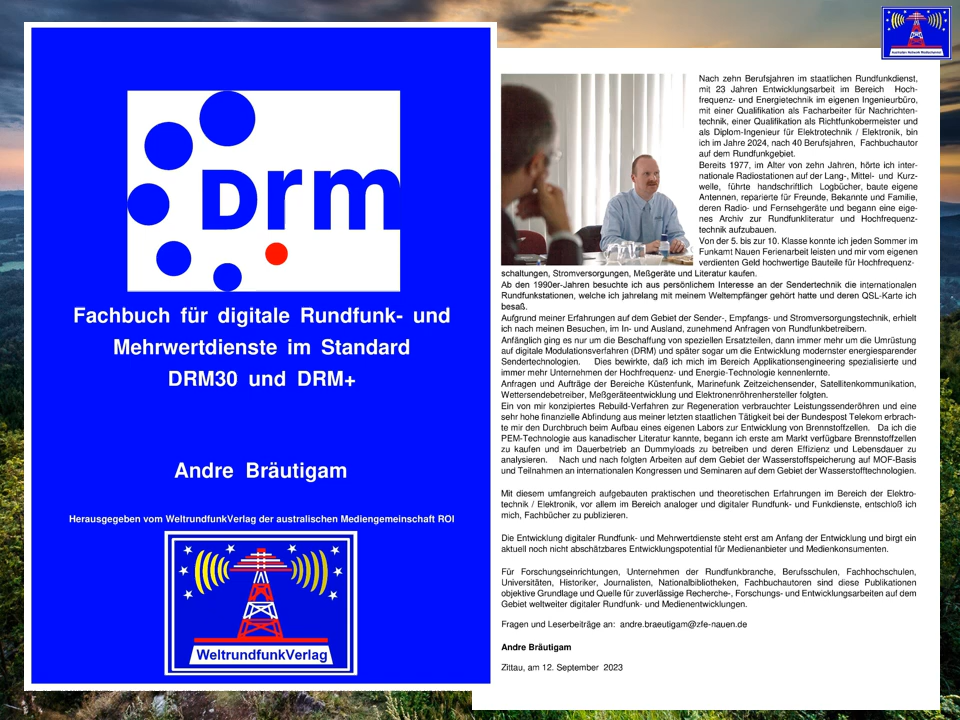 Drm
Fachbuch für digitale Rundfunk- und
Mehrwertdienste im Standard
DRM30 und DRM+
Andre Bräutigam
Herausgegeben vom WeltrundfunkVerlag der australischen Mediengemeinschaft ROI
WeltrundfunkVerlag
Nach zehn Berufsjahren im staatlichen Rundfunkdienst,
mit 23 Jahren Entwicklungsarbeit im Bereich Hoch-
frequenz- und Energietechnik im eigenen Ingenieurbüro,
mit einer Qualifikation als Facharbeiter für Nachrichten-
technik, einer Qualifikation als Richtfunkobermeister und
als Diplom-Ingenieur für Elektrotechnik / Elektronik, bin
ich im Jahre 2024, nach 40 Berufsjahren, Fachbuchautor
auf dem Rundfunkgebiet.
Bereits 1977, im Alter von zehn Jahren, hörte ich inter-
nationale Radiostationen auf der Lang-, Mittel- und Kurz-
welle, führte handschriftlich Logbücher, baute eigene
Antennen, reparierte für Freunde, Bekannte und Familie,
deren Radio- und Fernsehgeräte und begann eine eige-
nes Archiv zur Rundfunkliteratur und Hochfrequenz-
technik aufzubauen.
Von der 5. bis zur 10. Klasse konnte ich jeden Sommer im
Funkamt Nauen Ferienarbeit leisten und mir vom eigenen
verdienten Geld hochwertige Bauteile für Hochfrequenz-
schaltungen, Stromversorgungen, Meßgeräte und Literatur kaufen.
Ab den 1990er-Jahren besuchte ich aus persönlichem Interesse an der Sendertechnik die internationalen
Rundfunkstationen, welche ich jahrelang mit meinem Weltempfänger gehört hatte und deren QSL-Karte ich
besaß.
Aufgrund meiner Erfahrungen auf dem Gebiet der Sender-, Empfangs- und Stromversorgungstechnik, erhielt
ich nach meinen Besuchen, im In- und Ausland, zunehmend Anfragen von Rundfunkbetreibern.
Anfänglich ging es nur um die Beschaffung von speziellen Ersatzteilen, dann immer mehr um die Umrüstung
auf digitale Modulationsverfahren (DRM) und später sogar um die Entwicklung modernster energiesparender
Sendertechnologien. Dies bewirkte, daß ich mich im Bereich Applikationsengineering spezialisierte und
immer mehr Unternehmen der Hochfrequenz- und Energie-Technologie kennenlernte.
Anfragen und Aufträge der Bereiche Küstenfunk, Marinefunk Zeitzeichensender, Satellitenkommunikation,
Wettersendebetreiber, Meßgeräteentwicklung und Elektronenröhrenhersteller folgten.
Ein von mir konzipiertes Rebuild-Verfahren zur Regeneration verbrauchter Leistungssenderöhren und eine
sehr hohe finanzielle Abfindung aus meiner letzten staatlichen Tätigkeit bei der Bundespost Telekom erbrach-
te mir den Durchbruch beim Aufbau eines eigenen Labors zur Entwicklung von Brennstoffzellen. Da ich die
PEM-Technologie aus kanadischer Literatur kannte, begann ich erste am Markt verfügbare Brennstoffzellen
zu kaufen und im Dauerbetrieb an Dummyloads zu betreiben und deren Effizienz und Lebensdauer zu
analysieren. Nach und nach folgten Arbeiten auf dem Gebiet der Wasserstoffspeicherung auf MOF-Basis
und Teilnahmen an internationalen Kongressen und Seminaren auf dem Gebiet der Wasserstofftechnologien.
Mit diesem umfangreich aufgebauten praktischen und theoretischen Erfahrungen im Bereich der Elektro-
technik / Elektronik, vor allem im Bereich analoger und digitaler Rundfunk- und Funkdienste, entschloß ich
mich, Fachbücher zu publizieren.
Die Entwicklung digitaler Rundfunk- und Mehrwertdienste steht erst am Anfang der Entwicklung und birgt ein
aktuell noch nicht abschätzbares Entwicklungspotential für Medienanbieter und Medienkonsumenten.
Für Forschungseinrichtungen, Unternehmen der Rundfunkbranche, Berufsschulen, Fachhochschulen,
Universitäten, Historiker, Journalisten, Nationalbibliotheken, Fachbuchautoren sind diese Publikationen
objektive Grundlage und Quelle für zuverlässige Recherche-, Forschungs- und Entwicklungsarbeiten auf dem
Gebiet weltweiter digitaler Rundfunk- und Medienentwicklungen.
Fragen und Leserbeiträge an: andre.braeutigam@zfe-nauen.de
Andre Bräutigam
Zittau, am 12. September 2023